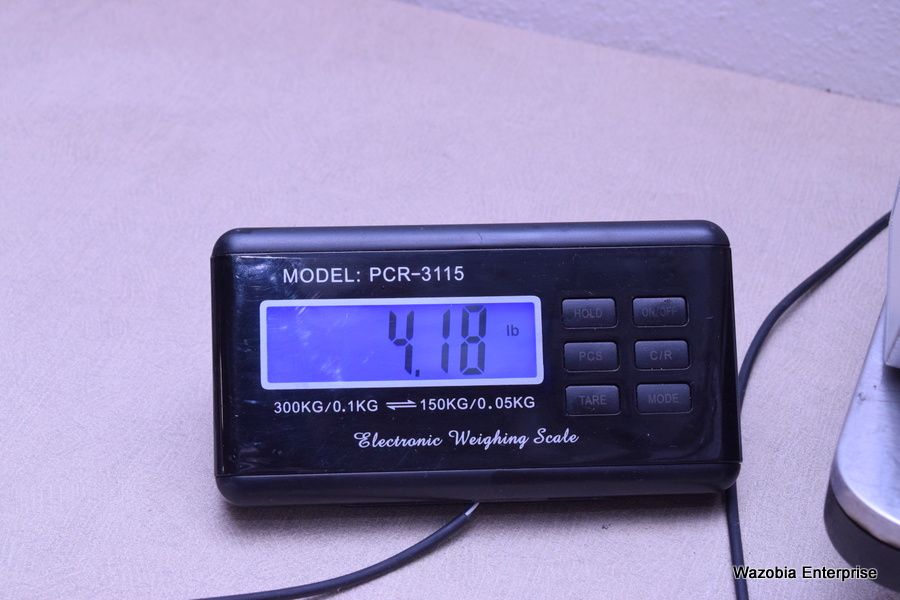 MODEL: PCR-3115
4.18 lb
HOLD ON/OFF
PCS C/R
TARE MODE
300KG/0.1KG ⇌ 150KG/0.05KG
Electronic Weighing Scale
Wazobia Enterprise